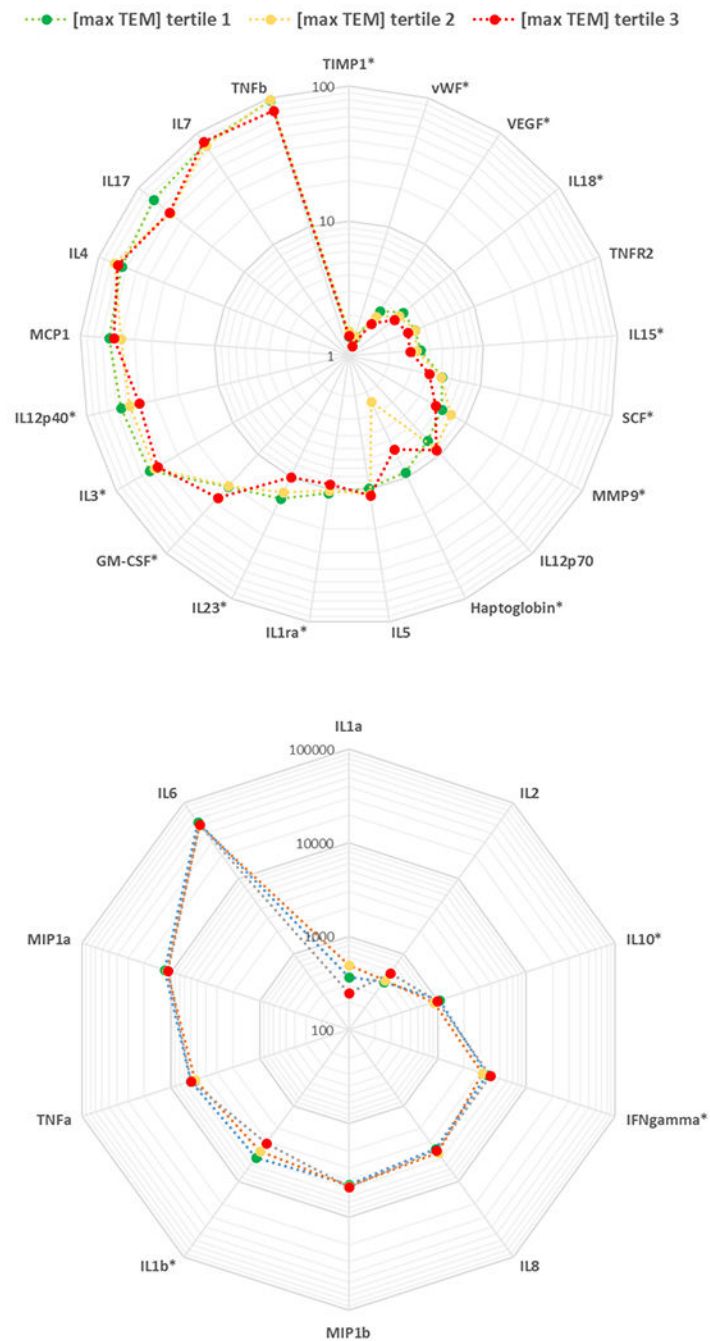 [max TEM] tertile 1 [max TEM] tertile 2 [max TEM] tertile 3
TIMP1*
100
TNFb
vWF*
IL7
VEGF*
IL17
IL18*
10
IL4
TNFR2
MCP1
1
IL15*
IL12p40*
SCF*
IL3*
MMP9*
GM-CSF*
IL12p70
IL23*
Haptoglobin*
IL1ra*
IL5
IL1a
100000
IL6
IL2
10000
MIP1a
1000
IL10*
100
TNFa
IFNgamma*
IL1b*
IL8
MIP1b